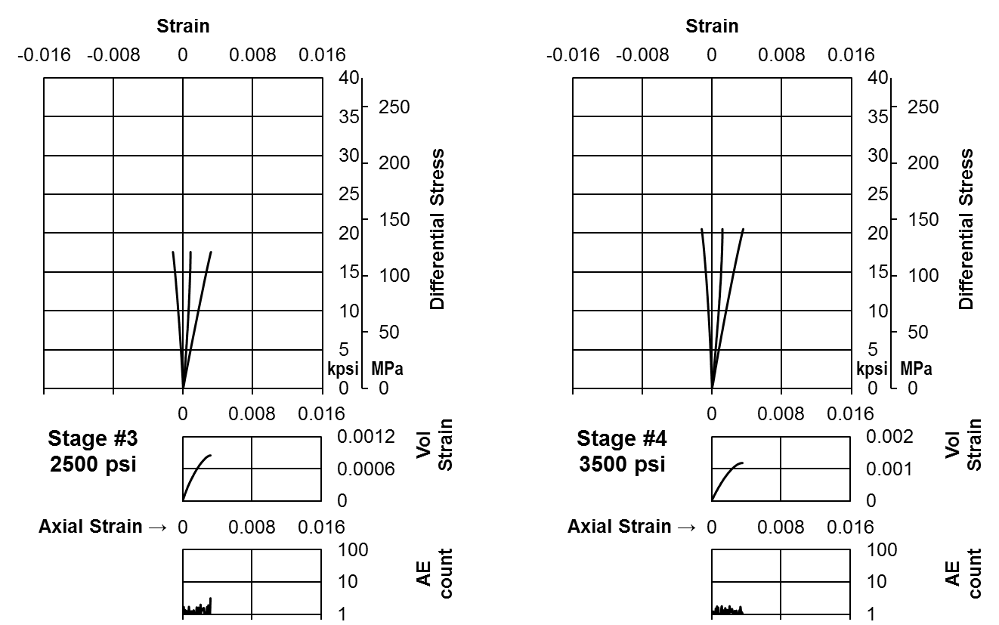 Strain
-0.016 -0.008 0 0.008 0.016
40
35
30
25
20
15
10
5
kpsi
0
250
200
150
100
50
MPa
0
Differential Stress
0 0.008 0.016
Stage #3
2500 psi
0.0012
0.0006
0
Vol
Strain
Axial Strain → 0 0.008 0.016
100
10
1
AE
count
Strain
-0.016 -0.008 0 0.008 0.016
40
35
30
25
20
15
10
5
kpsi
0
250
200
150
100
50
MPa
0
Differential Stress
0 0.008 0.016
Stage #4
3500 psi
0.002
0.001
0
Vol
Strain
Axial Strain → 0 0.008 0.016
100
10
1
AE
count